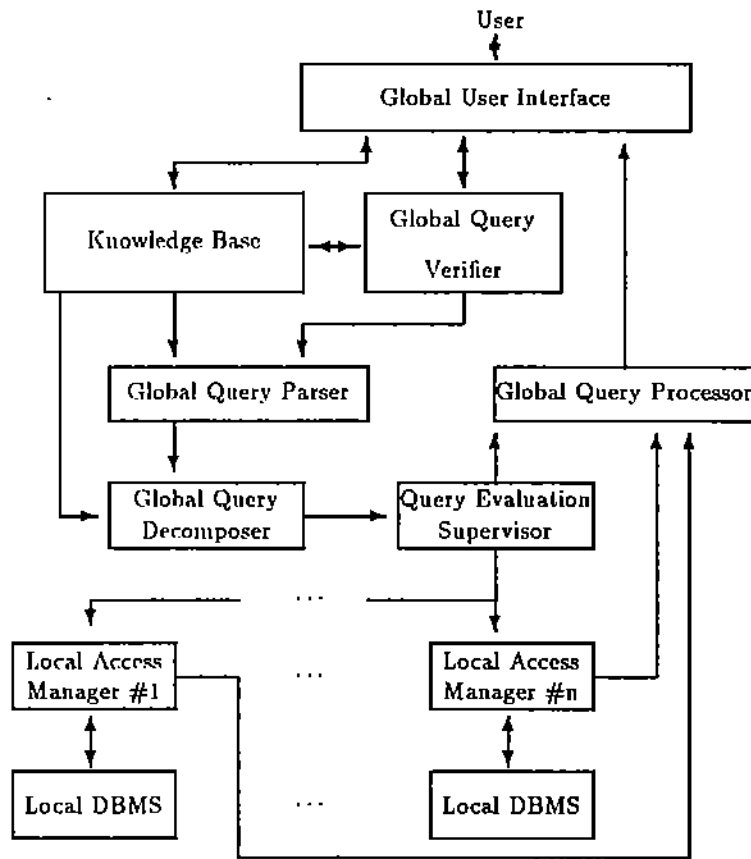 User
Global User Interface
Knowledge Base
Global Query
Verifier
Global Query Parser
Global Query Processor
Global Query
Decomposer
Query Evaluation
Supervisor
...
Local Access
Manager #1
...
Local Access
Manager #n
Local DBMS
...
Local DBMS